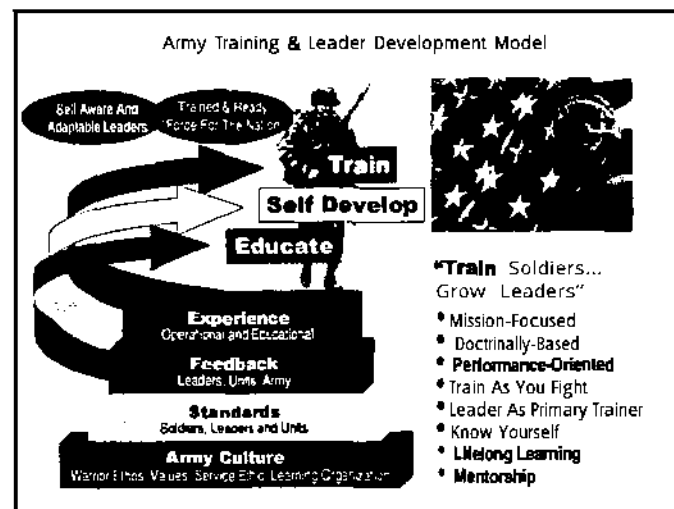 Army Training & Leader Development Model
Self Aware And
Adaptable Leaders
Trained & Ready
Force For The Nation
Train
Self Develop
Educate
Experience
Operational and Educational
Feedback
Leaders, Units, Army
Standards
Soldiers, Leaders and Units
Army Culture
Warrior Ethos, Values, Service Ethic, Learning Organization
"Train Soldiers...
Grow Leaders"
• Mission-Focused
• Doctrinally-Based
• Performance-Oriented
• Train As You Fight
• Leader As Primary Trainer
• Know Yourself
• Lifelong Learning
• Mentorship